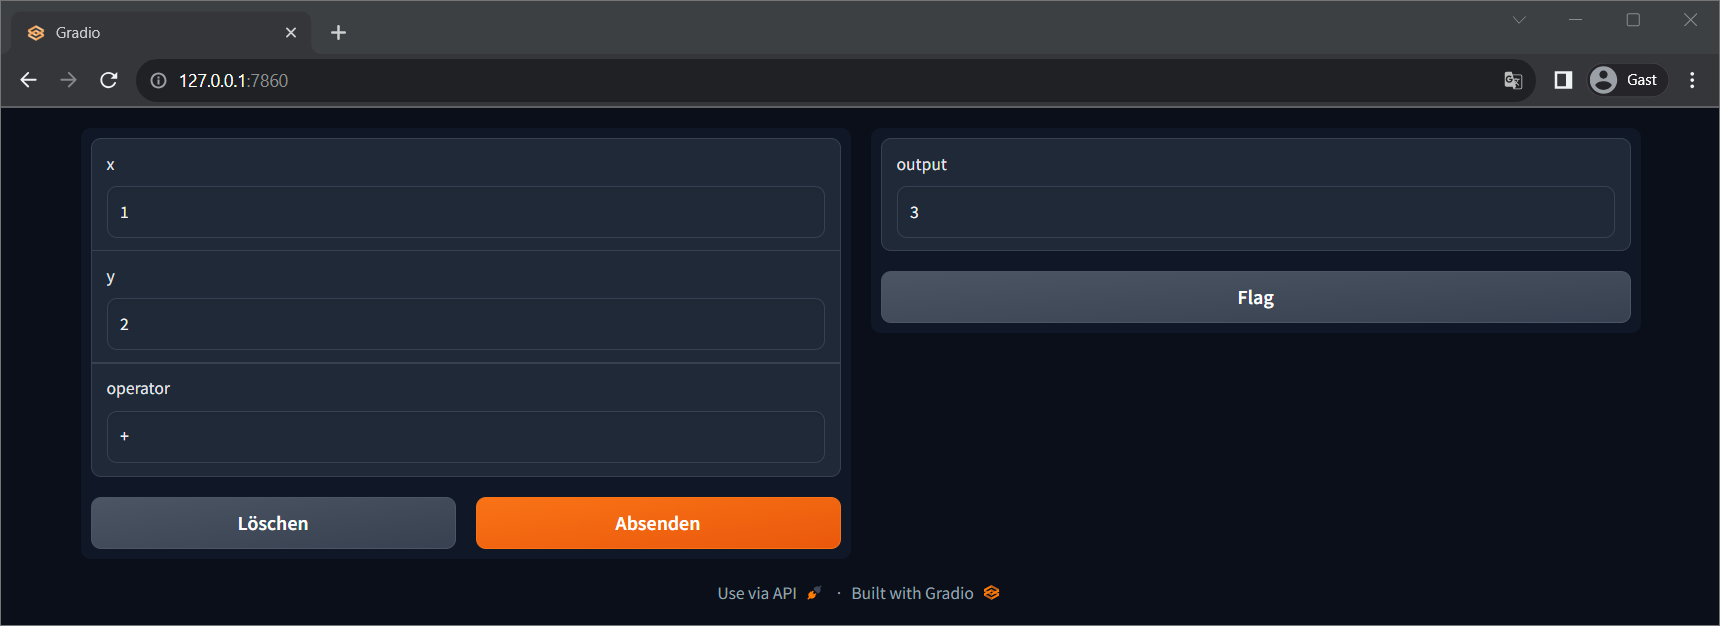 Gradio
127.0.0.1:7860
Gast
x
1
y
2
operator
+
Löschen
Absenden
output
3
Flag
Use via API · Built with Gradio